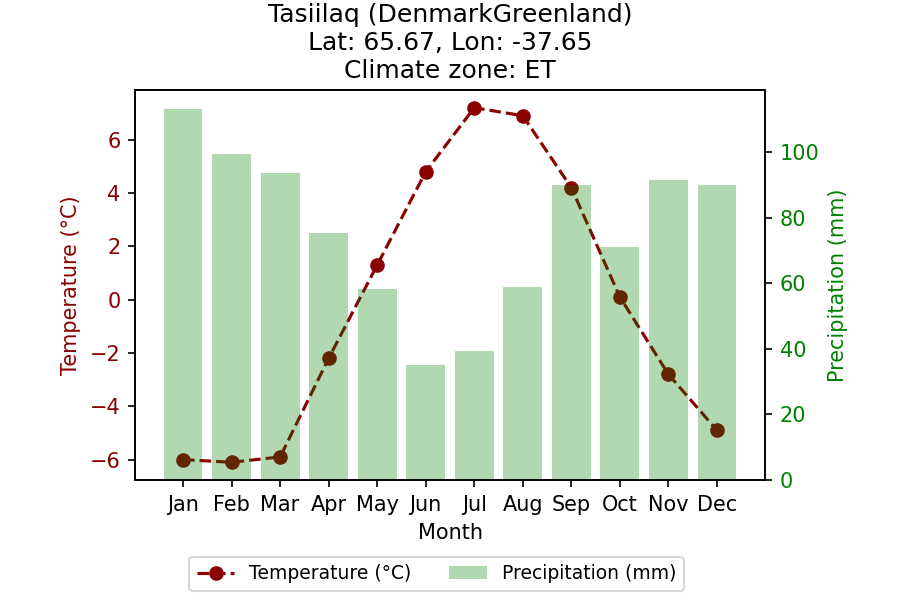 Tasiilaq (DenmarkGreenland)
Lat: 65.67, Lon: -37.65
Climate zone: ET
Temperature (°C)
6
4
2
0
−2
−4
−6
Precipitation (mm)
100
80
60
40
20
0
Jan Feb Mar Apr May Jun Jul Aug Sep Oct Nov Dec
Month
Temperature (°C) Precipitation (mm)